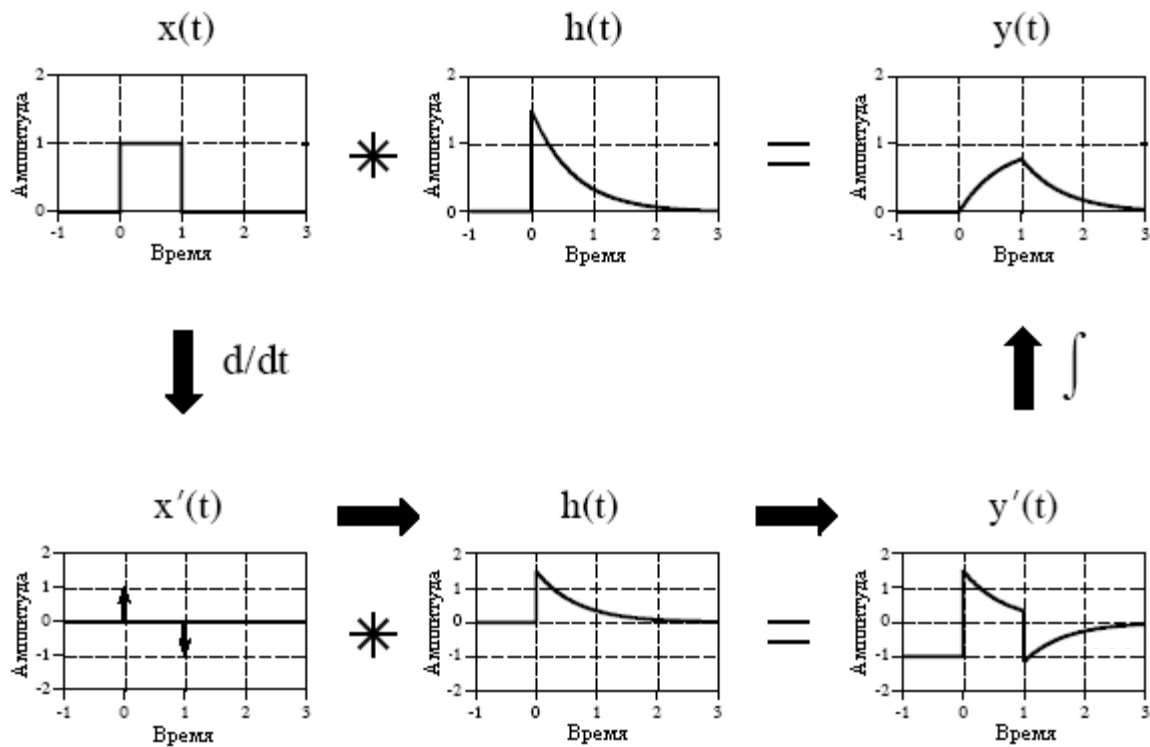 x(t)
h(t)
y(t)
2
1
0
Амплитуда
-1 0 1 2 3
Время
*
2
1
0
Амплитуда
-1 0 1 2 3
Время
=
2
1
0
Амплитуда
-1 0 1 2 3
Время
d/dt
∫
x′(t)
h(t)
y′(t)
2
1
0
-1
-2
Амплитуда
-1 0 1 2 3
Время
*
2
1
0
-1
-2
Амплитуда
-1 0 1 2 3
Время
=
2
1
0
-1
-2
Амплитуда
-1 0 1 2 3
Время